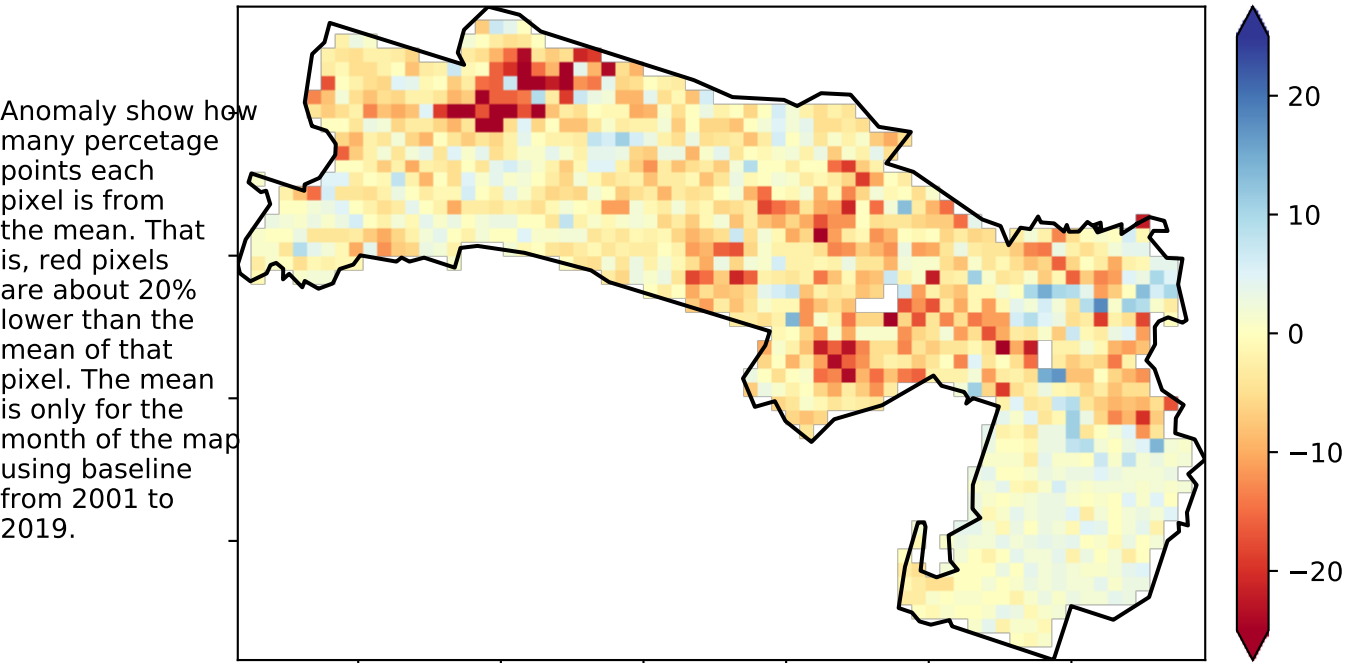 Anomaly show how
many percetage
points each
pixel is from
the mean. That
is, red pixels
are about 20%
lower than the
mean of that
pixel. The mean
is only for the
month of the map
using baseline
from 2001 to
2019.
20
10
0
−10
−20